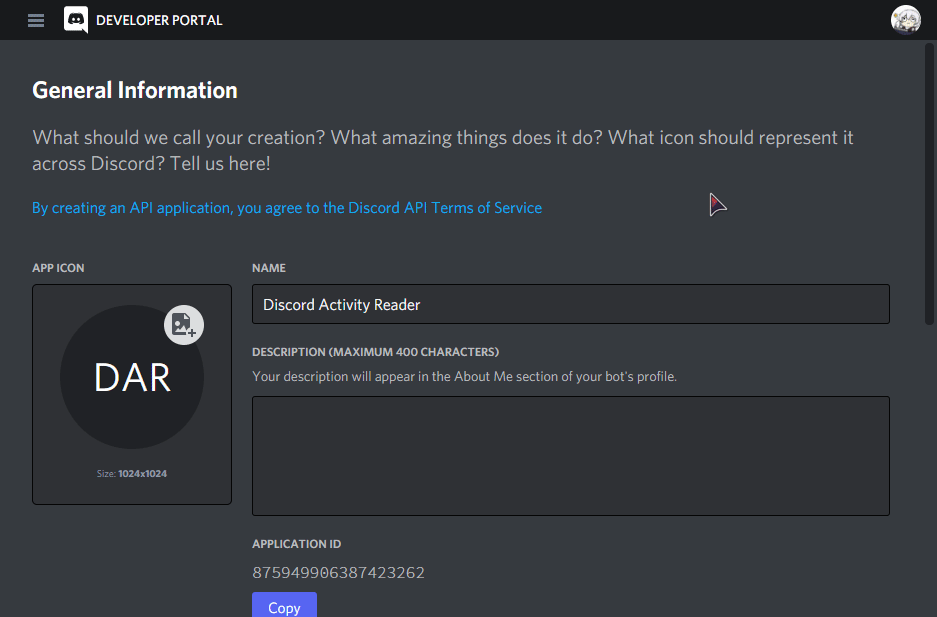 DEVELOPER PORTAL
General Information
What should we call your creation? What amazing things does it do? What icon should represent it
across Discord? Tell us here!
By creating an API application, you agree to the Discord API Terms of Service
APP ICON
DAR
Size: 1024x1024
NAME
Discord Activity Reader
DESCRIPTION (MAXIMUM 400 CHARACTERS)
Your description will appear in the About Me section of your bot's profile.
APPLICATION ID
875949906387423262
Copy